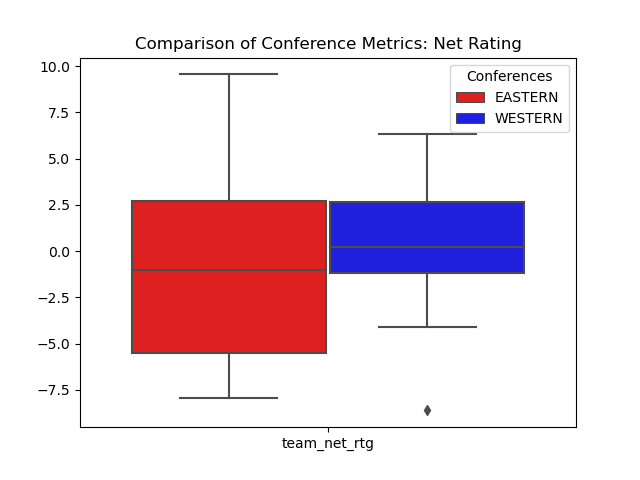 Comparison of Conference Metrics: Net Rating
10.0
7.5
5.0
2.5
0.0
−2.5
−5.0
−7.5
Conferences
EASTERN
WESTERN
team_net_rtg